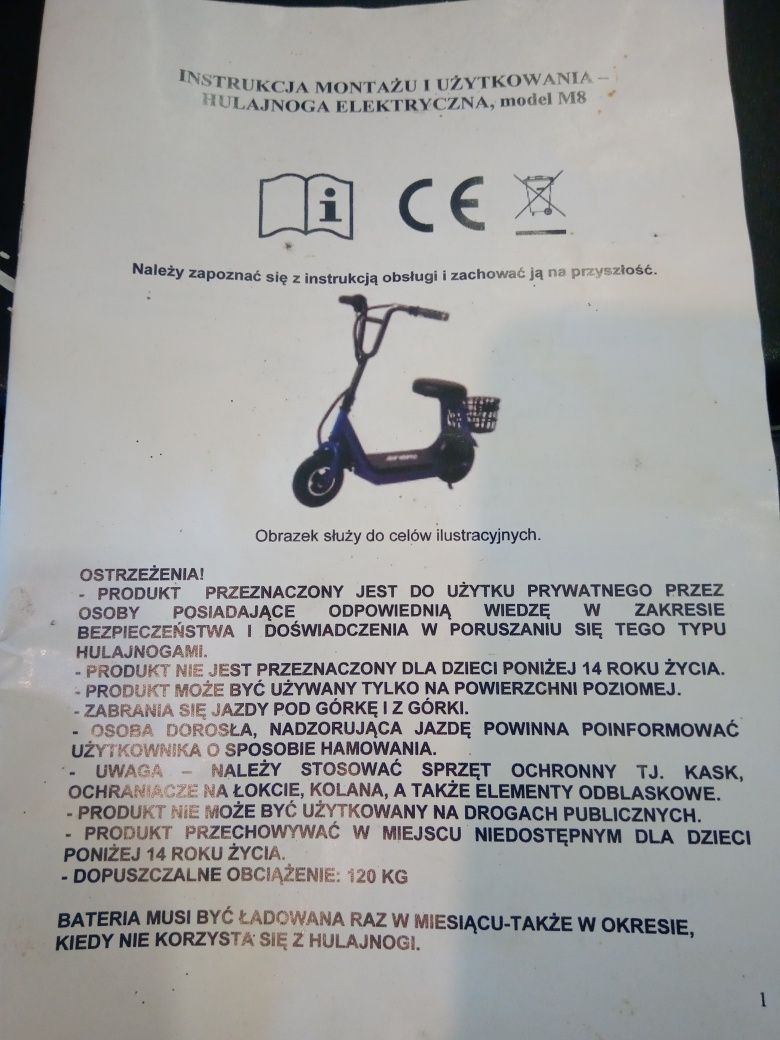 INSTRUKCJA MONTAŻU I UŻYTKOWANIA –
HULAJNOGA ELEKTRYCZNA, model M8
i
CE
Należy zapoznać się z instrukcją obsługi i zachować ją na przyszłość.
Obrazek służy do celów ilustracyjnych.
OSTRZEŻENIA!
- PRODUKT PRZEZNACZONY JEST DO UŻYTKU PRYWATNEGO PRZEZ
OSOBY POSIADAJĄCE ODPOWIEDNIĄ WIEDZĘ W ZAKRESIE
BEZPIECZEŃSTWA I DOŚWIADCZENIA W PORUSZANIU SIĘ TEGO TYPU
HULAJNOGAMI.
- PRODUKT NIE JEST PRZEZNACZONY DLA DZIECI PONIŻEJ 14 ROKU ŻYCIA.
- PRODUKT MOŻE BYĆ UŻYWANY TYLKO NA POWIERZCHNI POZIOMEJ.
- ZABRANIA SIĘ JAZDY POD GÓRKĘ I Z GÓRKI.
- OSOBA DOROSŁA, NADZORUJĄCA JAZDĘ POWINNA POINFORMOWAĆ
UŻYTKOWNIKA O SPOSOBIE HAMOWANIA.
- UWAGA – NALEŻY STOSOWAĆ SPRZĘT OCHRONNY TJ. KASK,
OCHRANIACZE NA ŁOKCIE, KOLANA, A TAKŻE ELEMENTY ODBLASKOWE.
- PRODUKT NIE MOŻE BYĆ UŻYTKOWANY NA DROGACH PUBLICZNYCH.
- PRODUKT PRZECHOWYWAĆ W MIEJSCU NIEDOSTĘPNYM DLA DZIECI
PONIŻEJ 14 ROKU ŻYCIA.
- DOPUSZCZALNE OBCIĄŻENIE: 120 KG
BATERIA MUSI BYĆ ŁADOWANA RAZ W MIESIĄCU-TAKŻE W OKRESIE,
KIEDY NIE KORZYSTA SIĘ Z HULAJNOGI.
1